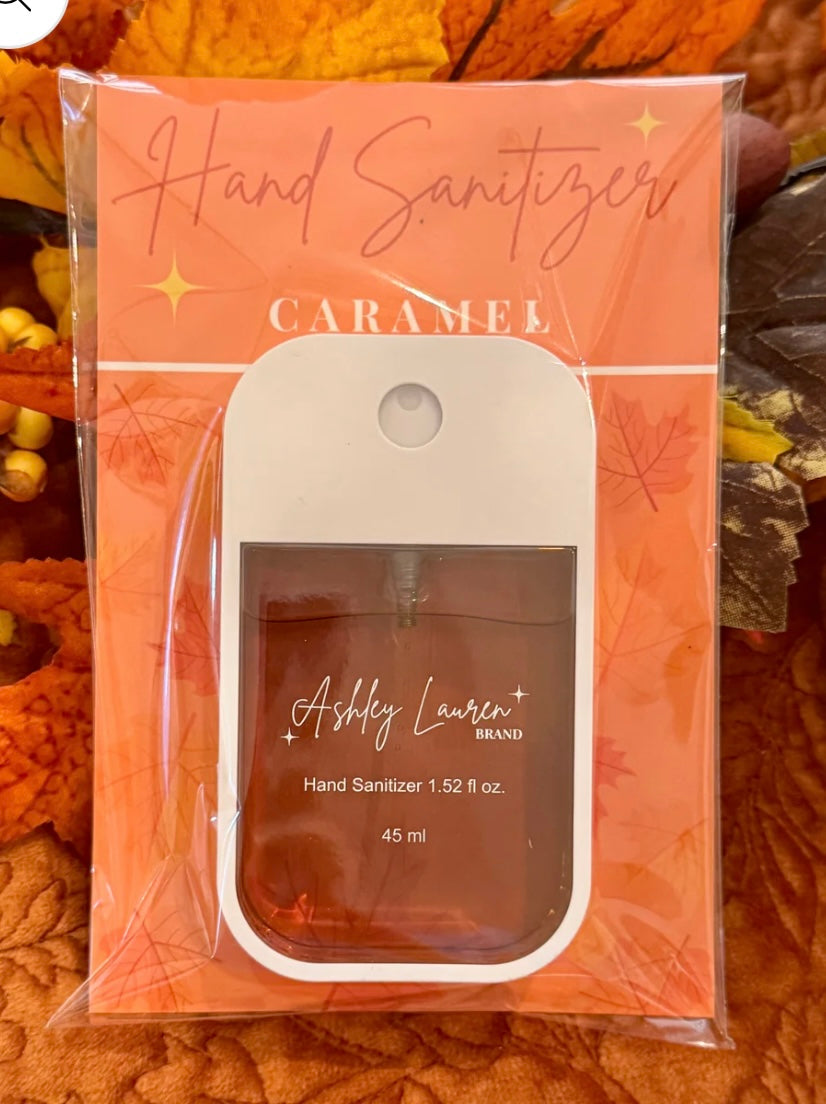 Hand Sanitizer
CARAMEL
Ashley Lauren
BRAND
Hand Sanitizer 1.52 fl oz.
45 ml